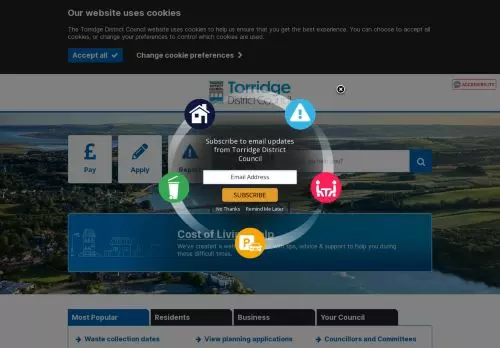 Our website uses cookies
The Torridge District Council website uses cookies to help us ensure that you get the best experience. You can choose to accept all
cookies, or change your preferences to control which cookies are used.
Accept all
Change cookie preferences
Torridge
District Council
ACCESSIBILITY
Subscribe to email updates
from Torridge District
Council
Email Address
SUBSCRIBE
No Thanks Remind Me Later
you?
Pay
Apply
Cost of Living Help
We've created a tips, advice & support to help you during
these difficult times.
Most Popular
Residents
Business
Your Council
Waste collection dates
View planning applications
Councillors and Committees